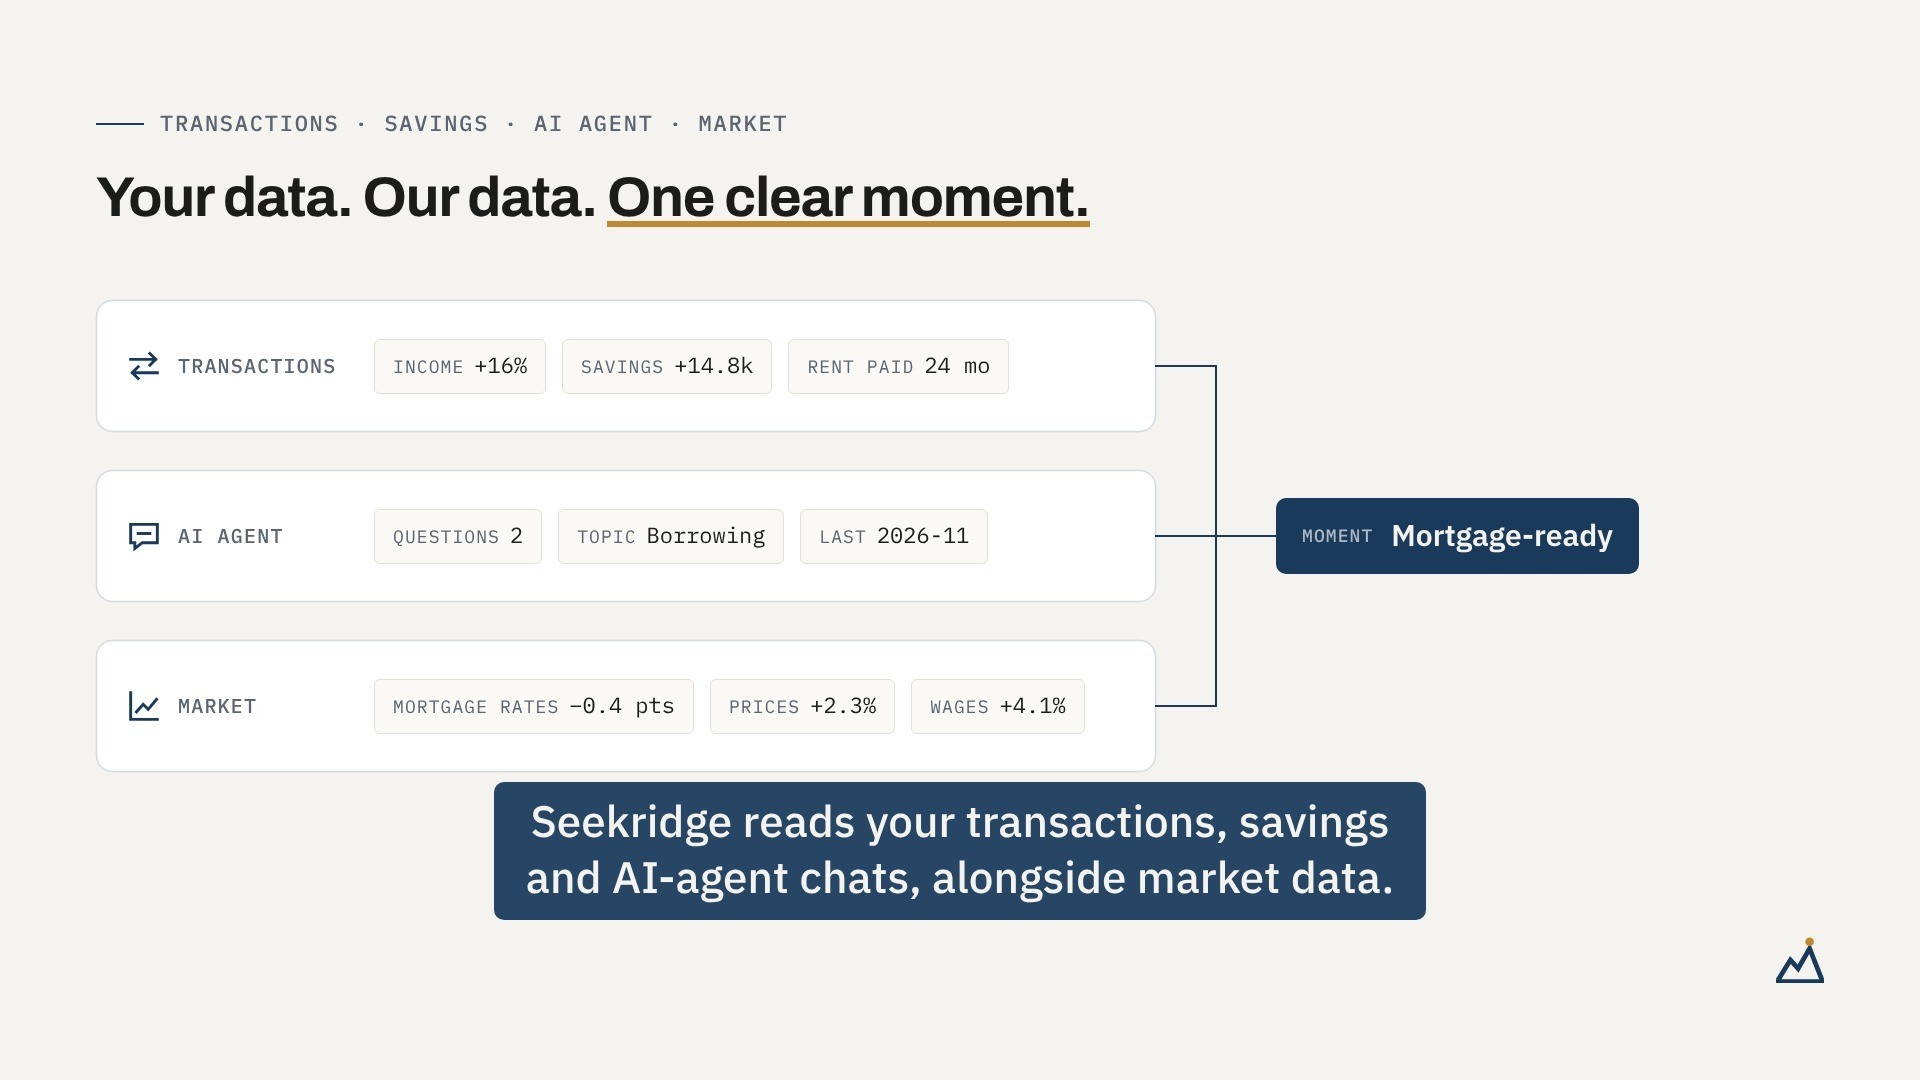 TRANSACTIONS · SAVINGS · AI AGENT · MARKET
Your data. Our data. One clear moment.
TRANSACTIONS INCOME +16% SAVINGS +14.8k RENT PAID 24 mo
AI AGENT QUESTIONS 2 TOPIC Borrowing LAST 2026-11
MOMENT Mortgage-ready
MARKET MORTGAGE RATES −0.4 pts PRICES +2.3% WAGES +4.1%
Seekridge reads your transactions, savings
and AI-agent chats, alongside market data.